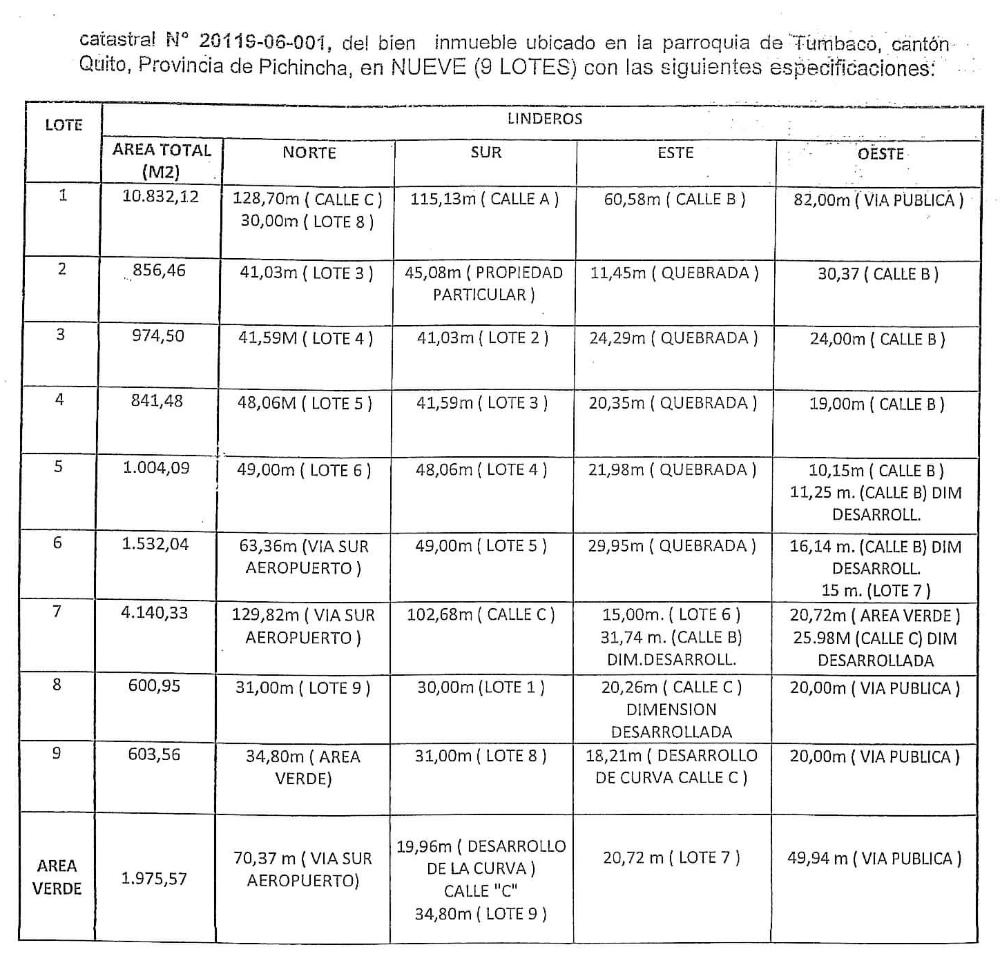 catastral N° 20119-06-001, del bien inmueble ubicado en la parroquia de Tumbaco, cantón
Quito, Provincia de Pichincha, en NUEVE (9 LOTES) con las siguientes especificaciones:
LOTE
LINDEROS
AREA TOTAL (M2) NORTE SUR ESTE OESTE
1 10.832,12 128,70m ( CALLE C ) 115,13m ( CALLE A ) 60,58m ( CALLE B ) 82,00m ( VIA PUBLICA )
30,00m ( LOTE 8 )
2 856,46 41,03m ( LOTE 3 ) 45,08m ( PROPIEDAD 11,45m ( QUEBRADA ) 30,37 ( CALLE B )
PARTICULAR )
3 974,50 41,59M ( LOTE 4 ) 41,03m ( LOTE 2 ) 24,29m ( QUEBRADA ) 24,00m ( CALLE B )
4 841,48 48,06M ( LOTE 5 ) 41,59m ( LOTE 3 ) 20,35m ( QUEBRADA ) 19,00m ( CALLE B )
5 1.004,09 49,00m ( LOTE 6 ) 48,06m ( LOTE 4 ) 21,98m ( QUEBRADA ) 10,15m ( CALLE B )
11,25 m. (CALLE B) DIM
DESARROLL.
6 1.532,04 63,36m (VIA SUR 49,00m ( LOTE 5 ) 29,95m ( QUEBRADA ) 16,14 m. (CALLE B) DIM
AEROPUERTO ) DESARROLL.
15 m. (LOTE 7 )
7 4.140,33 129,82m ( VIA SUR 102,68m ( CALLE C ) 15,00m. ( LOTE 6 ) 20,72m ( AREA VERDE )
AEROPUERTO ) 31,74 m. (CALLE B) 25.98M (CALLE C) DIM
DIM.DESARROLL. DESARROLLADA
8 600,95 31,00m ( LOTE 9 ) 30,00m (LOTE 1 ) 20,26m ( CALLE C ) 20,00m ( VIA PUBLICA )
DIMENSION
DESARROLLADA
9 603,56 34,80m ( AREA 31,00m ( LOTE 8 ) 18,21m ( DESARROLLO 20,00m ( VIA PUBLICA )
VERDE) DE CURVA CALLE C )
AREA
VERDE
1.975,57
70,37 m ( VIA SUR
AEROPUERTO)
19,96m ( DESARROLLO
DE LA CURVA )
CALLE "C"
34,80m ( LOTE 9 )
20,72 m ( LOTE 7 )
49,94 m ( VIA PUBLICA )